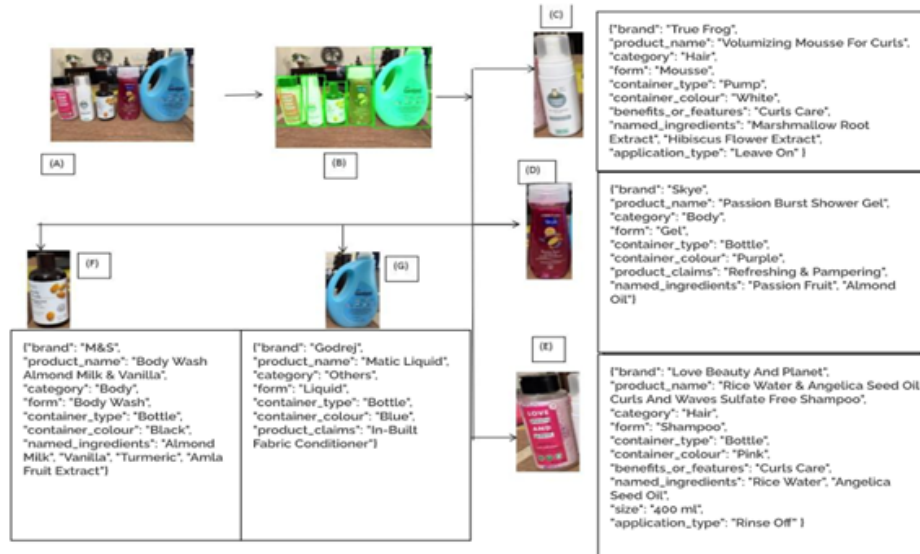 (C)
{"brand": "True Frog",
"product_name": "Volumizing Mousse For Curls",
"category": "Hair",
"form": "Mousse",
"container_type": "Pump",
"container_colour": "White",
"benefits_or_features": "Curls Care",
"named_ingredients": "Marshmallow Root
Extract", "Hibiscus Flower Extract",
"application_type": "Leave On" }
(A)
(B)
(D)
{"brand": "Skye",
"product_name": "Passion Burst Shower Gel",
"category": "Body",
"form": "Gel",
"container_type": "Bottle",
"container_colour": "Purple",
"product_claims": "Refreshing & Pampering",
"named_ingredients": "Passion Fruit", "Almond
Oil"}
(F)
(G)
{"brand": "M&S",
"product_name": "Body Wash
Almond Milk & Vanilla",
"category": "Body",
"form": "Body Wash",
"container_type": "Bottle",
"container_colour": "Black",
"named_ingredients": "Almond
Milk", "Vanilla", "Turmeric", "Amla
Fruit Extract"}
{"brand": "Godrej",
"product_name": "Matic Liquid",
"category": "Others",
"form": "Liquid",
"container_type": "Bottle",
"container_colour": "Blue",
"product_claims": "In-Built
Fabric Conditioner"}
(E)
LOVE
AND
{"brand": "Love Beauty And Planet",
"product_name": "Rice Water & Angelica Seed Oil
Curls And Waves Sulfate Free Shampoo",
"category": "Hair",
"form": "Shampoo",
"container_type": "Bottle",
"container_colour": "Pink",
"benefits_or_features": "Curls Care",
"named_ingredients": "Rice Water", "Angelica
Seed Oil",
"size": "400 ml",
"application_type": "Rinse Off" }